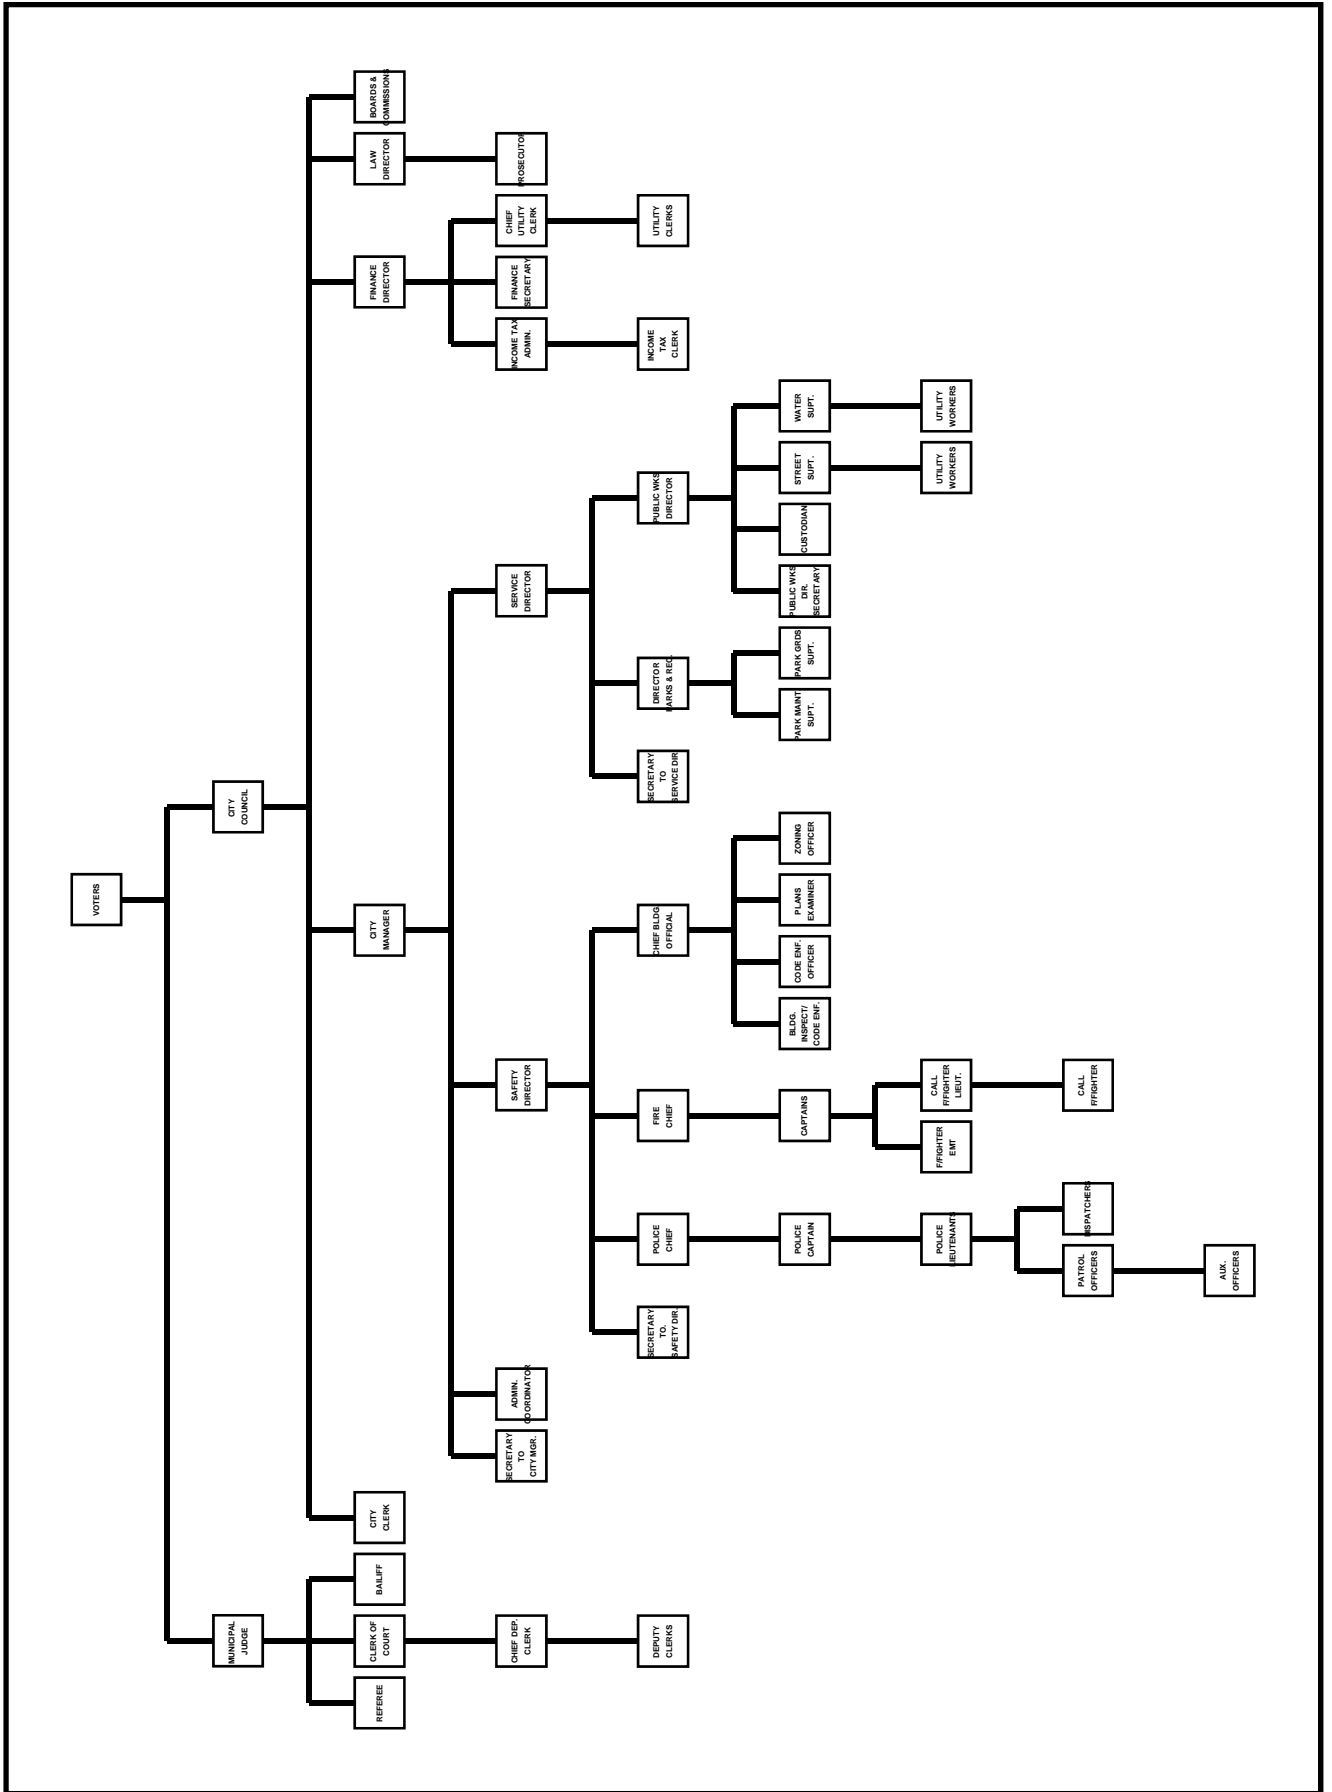 VOTERS
MUNICIPAL
JUDGE
CITY
COUNCIL
REFEREE
CLERK OF
COURT
BAILIFF
CITY
CLERK
CITY
MANAGER
FINANCE
DIRECTOR
LAW
DIRECTOR
BOARDS &
COMMISSIONS
CHIEF DEP.
CLERK
SECRETARY
TO
CITY MGR.
ADMIN.
COORDINATOR
SAFETY
DIRECTOR
SERVICE
DIRECTOR
INCOME TAX
ADMIN.
FINANCE
SECRETARY
CHIEF
UTILITY
CLERK
PROSECUTOR
DEPUTY
CLERKS
SECRETARY
TO.
SAFETY DIR.
POLICE
CHIEF
FIRE
CHIEF
CHIEF BLDG
OFFICIAL
SECRETARY
TO
SERVICE DIR
DIRECTOR
PARKS & REC.
PUBLIC WKS
DIRECTOR
INCOME
TAX
CLERK
UTILITY
CLERKS
POLICE
CAPTAIN
CAPTAINS
BLDG.
INSPECT/
CODE ENF.
CODE ENF.
OFFICER
PLANS
EXAMINER
ZONING
OFFICER
PARK MAINT
SUPT.
PARK GRDS
SUPT.
PUBLIC WKS
DIR.
SECRETARY
CUSTODIAN
STREET
SUPT.
WATER
SUPT.
POLICE
LIEUTENANTS
F/FIGHTER
EMT
CALL
F/FIGHTER
LIEUT.
UTILITY
WORKERS
UTILITY
WORKERS
PATROL
OFFICERS
DISPATCHERS
CALL
F/FIGHTER
AUX.
OFFICERS